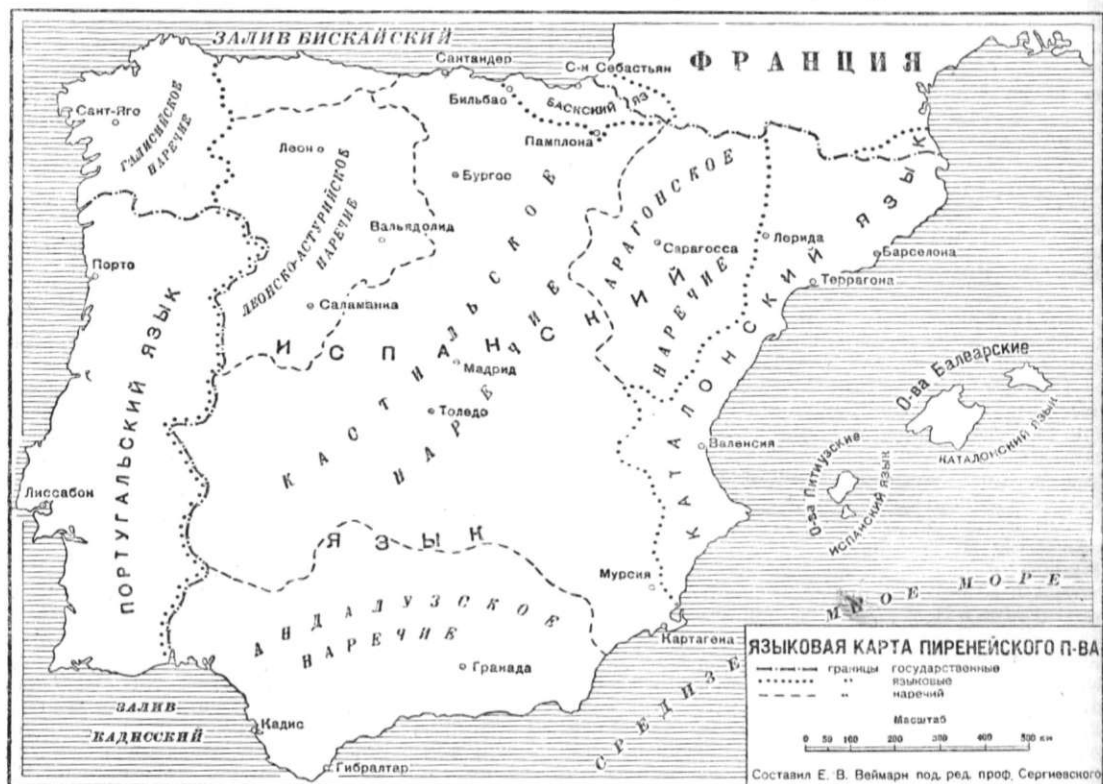 ЗАЛИВ БИСКАЙСКИЙ
ФРАНЦИЯ
Сантандер
С-н Себастьян
Бильбао
БАСКСКИЙ ЯЗ
Памплона
Сант-Яго
ГАЛИСИЙСКОЕ
НАРЕЧИЕ
Леон
ЛЕОНСКО-АСТУРИЙСКОЕ
НАРЕЧИЕ
Бургос
Вальядолид
Саламанка
АРАГОНСКОЕ
НАРЕЧИЕ
Сарагосса
Лерида
Барселона
Террагона
Порто
ПОРТУГАЛЬСКИЙ ЯЗЫК
Лиссабон
ИСПАНСКИЙ
ЯЗЫК
КАСТИЛЬСКОЕ
НАРЕЧИЕ
Мадрид
Толедо
КАТАЛОНСКИЙ ЯЗЫК
Валенсия
О-ва Балеарские
КАТАЛОНСКИЙ ЯЗЫК
О-ва Питиузские
ИСПАНСКИЙ ЯЗЫК
Мурсия
Картагена
АНДАЛУЗСКОЕ
НАРЕЧИЕ
Гранада
ЗАЛИВ
КАДИССКИЙ
Кадис
Гибралтар
СРЕДИЗЕМНОЕ МОРЕ
ЯЗЫКОВАЯ КАРТА ПИРЕНЕЙСКОГО П-ВА
границы государственные
" языковые
" наречий
Масштаб
0 50 100 200 300 400 500 км
Составил Е. В. Веймарн под. ред. проф. Сергиевского